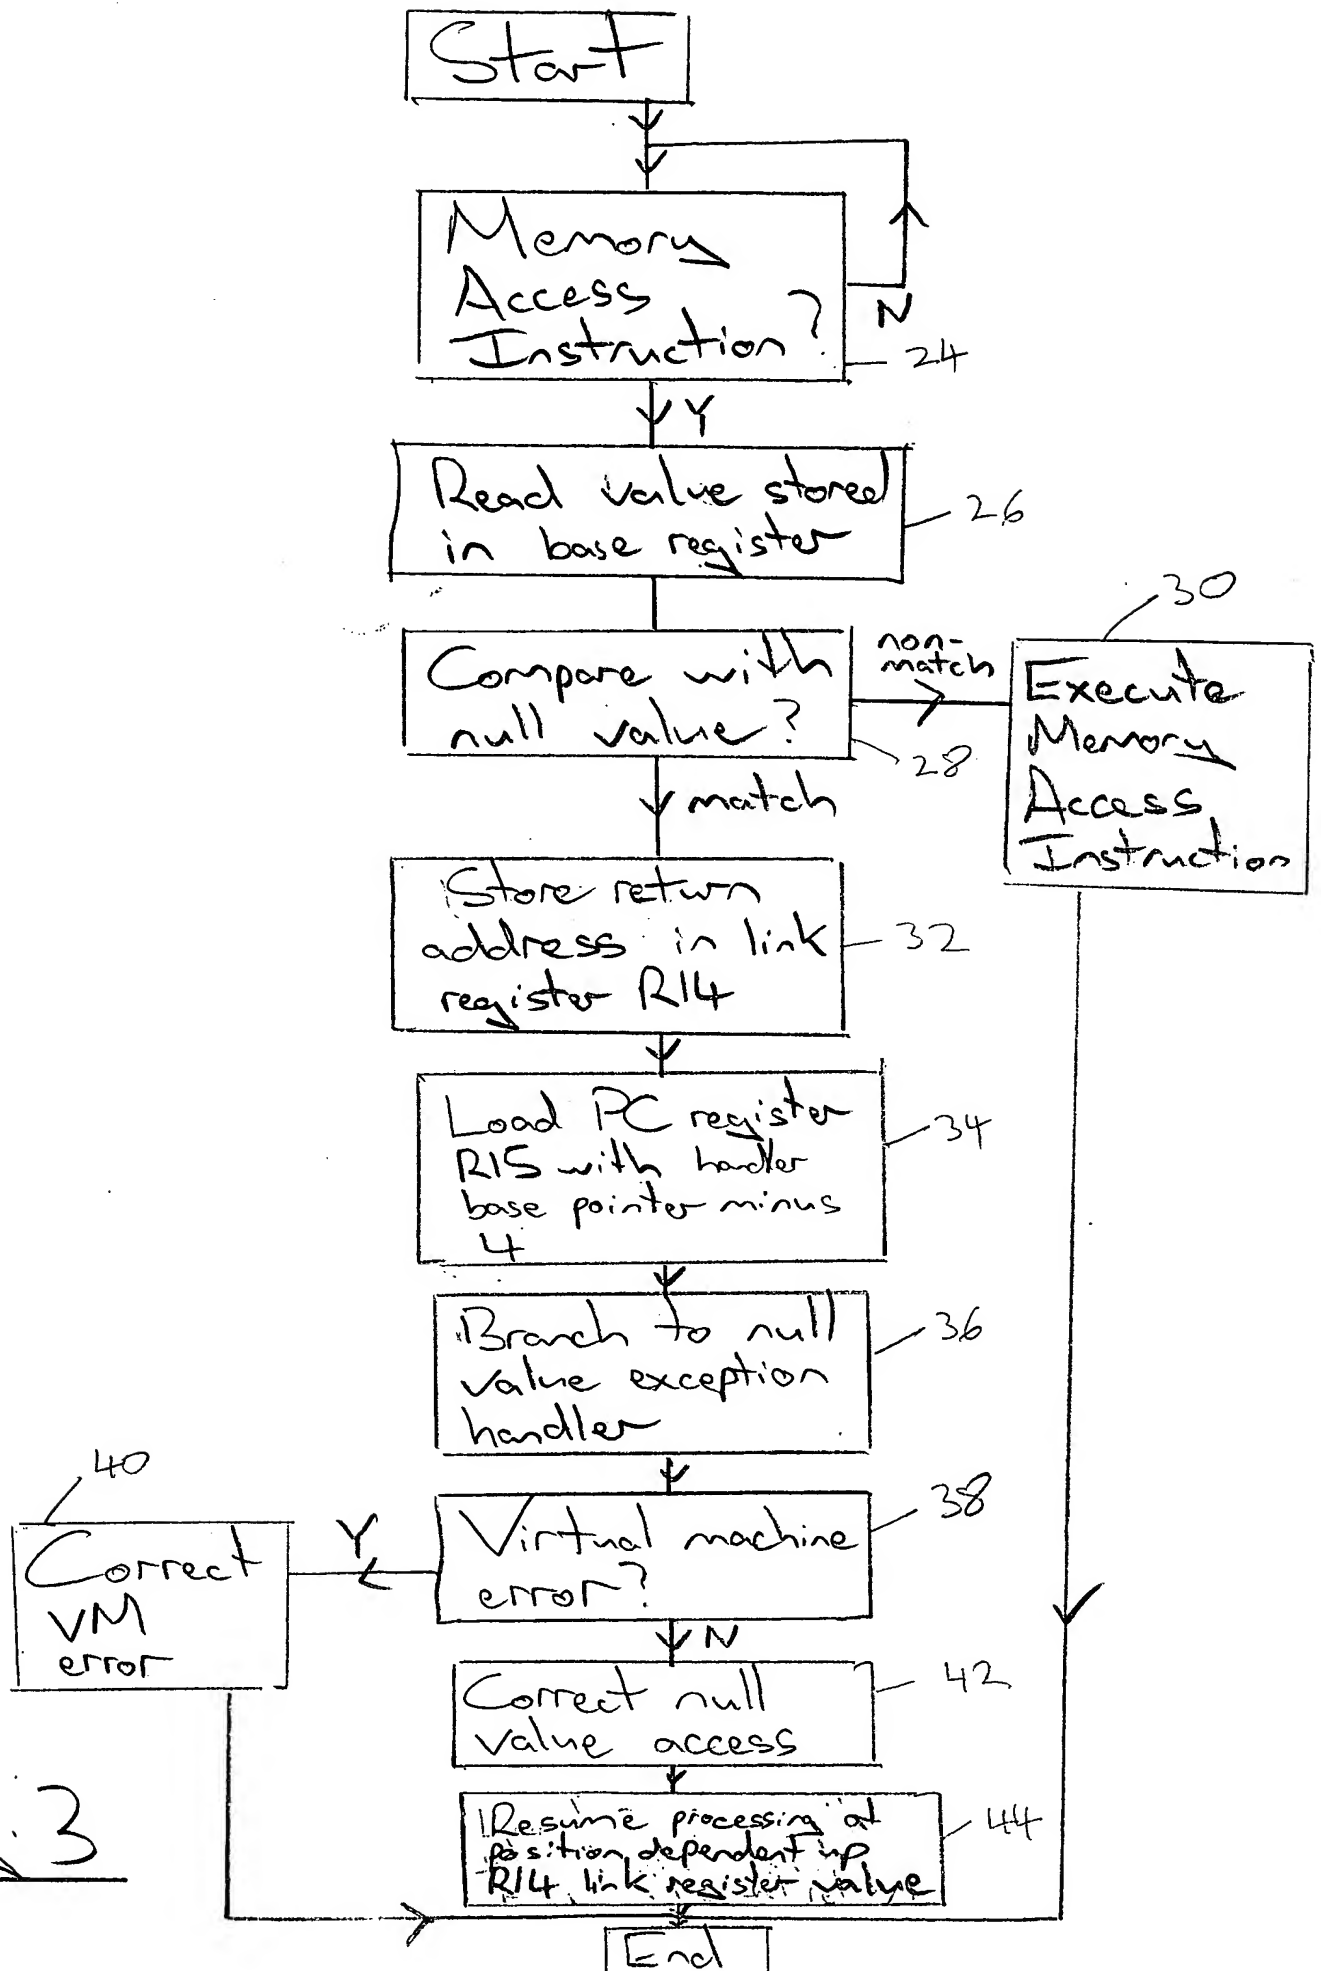 Start
Memory
Access
Instruction?
N
24
Y
Read value stored
in base register
26
Compare with
null value?
28
non-
match
30
Execute
Memory
Access
Instruction
match
Store return
address in link
register R14
32
Load PC register
R15 with handler
base pointer minus
4
34
Branch to null
value exception
handler
36
Virtual machine
error?
38
Y
40
Correct
VM
error
N
Correct null
value access
42
Resume processing at
position dependent up
R14 link register value
44
3
End